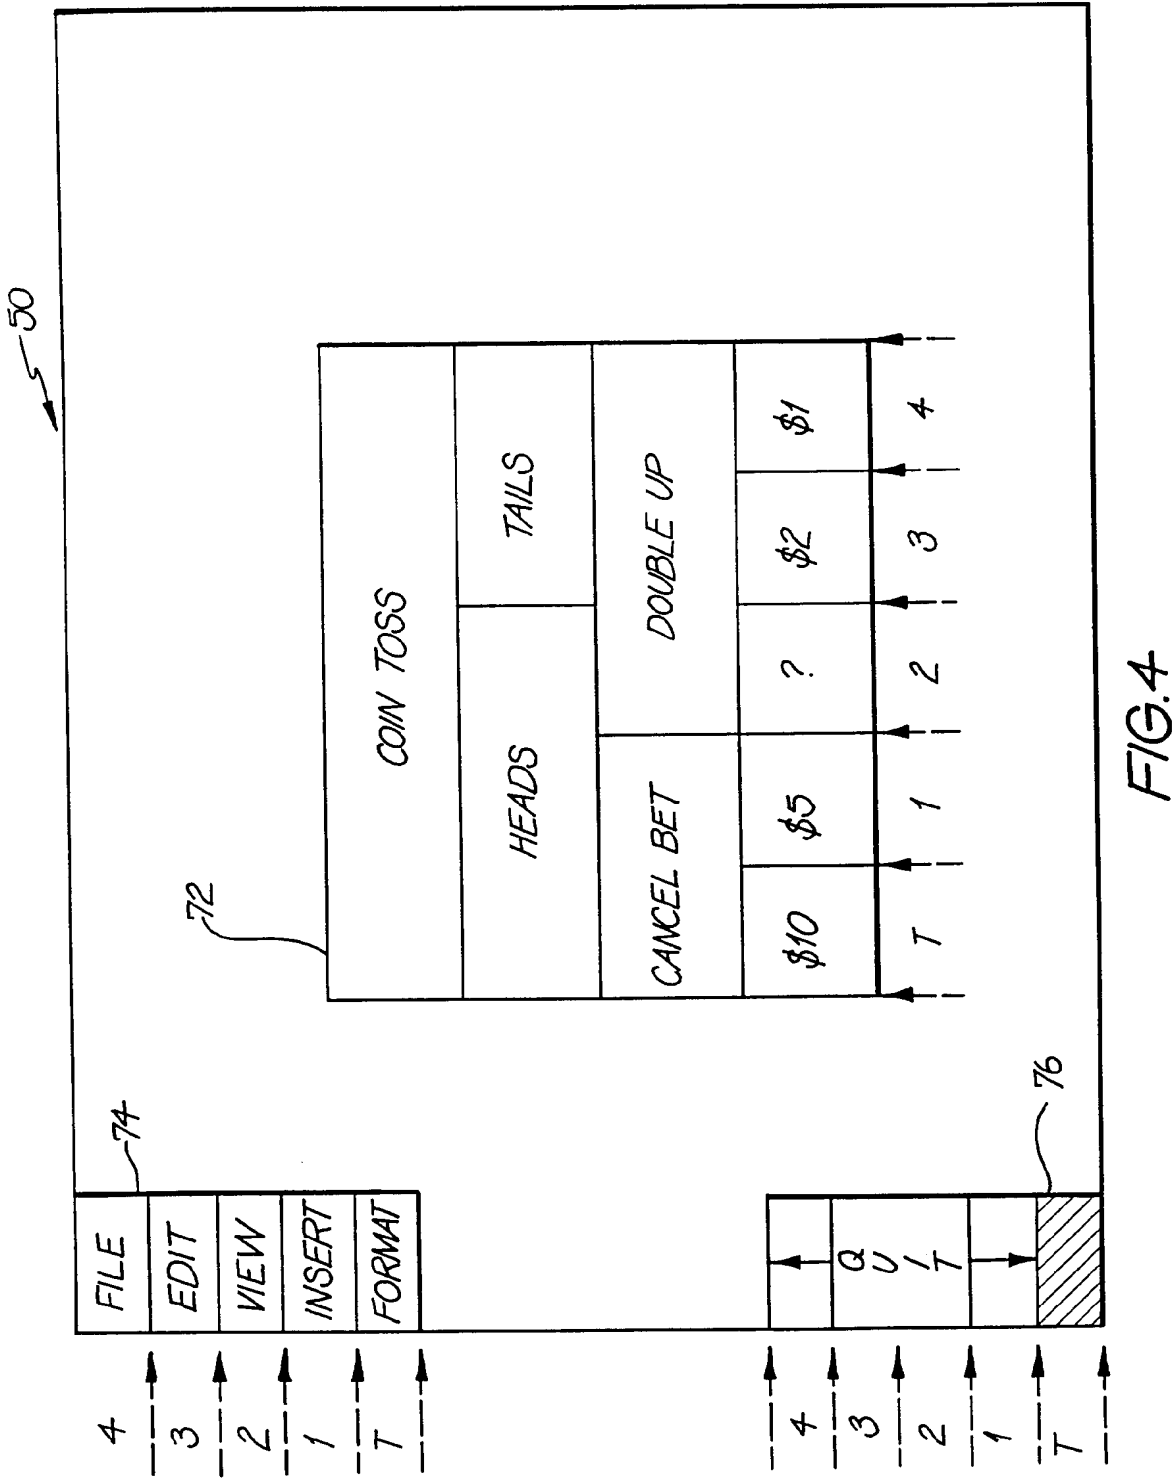 50
4 FILE 74
3 EDIT
2 VIEW
1 INSERT
T FORMAT
72
COIN TOSS
HEADS TAILS
CANCEL BET DOUBLE UP
$10 $5 ? $2 $1
T 1 2 3 4
4
3
2
1
T
Q
U
I
T
76
FIG.4